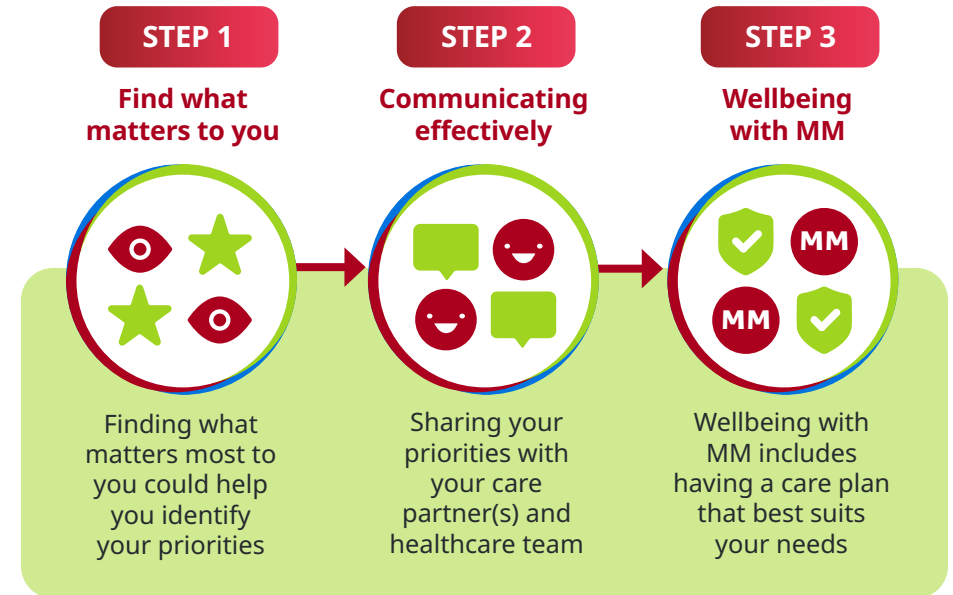 STEP 1
Find what
matters to you
Finding what
matters most to
you could help
you identify
your priorities
STEP 2
Communicating
effectively
Sharing your
priorities with
your care
partner(s) and
healthcare team
STEP 3
Wellbeing
with MM
MM
MM
Wellbeing with
MM includes
having a care plan
that best suits
your needs